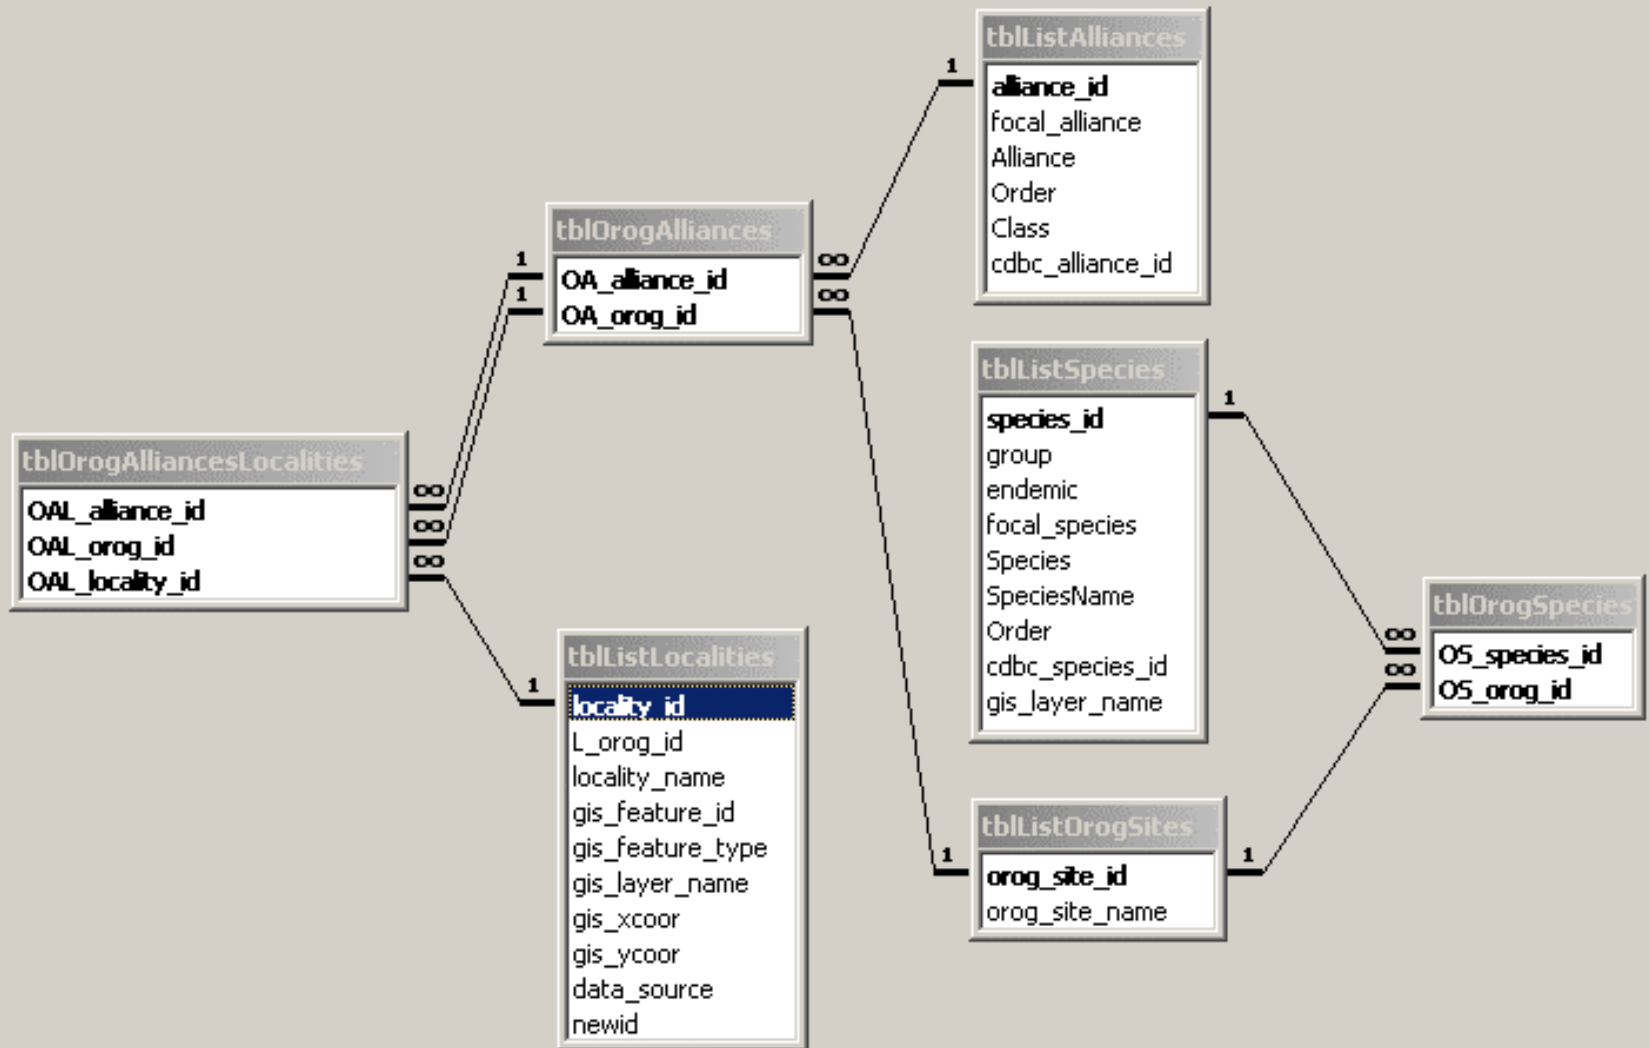 tblListAlliances
alliance_id
focal_alliance
Alliance
Order
Class
cdbc_alliance_id
1
tblOrogAlliances
OA_alliance_id
OA_orog_id
1
1
∞
∞
tblListSpecies
species_id
group
endemic
focal_species
Species
SpeciesName
Order
cdbc_species_id
gis_layer_name
1
tblOrogAlliancesLocalities
OAL_alliance_id
OAL_orog_id
OAL_locality_id
∞
∞
∞
tblOrogSpecies
OS_species_id
OS_orog_id
∞
∞
tblListLocalities
locality_id
L_orog_id
locality_name
gis_feature_id
gis_feature_type
gis_layer_name
gis_xcoor
gis_ycoor
data_source
newid
1
tblListOrogSites
orog_site_id
orog_site_name
1
1